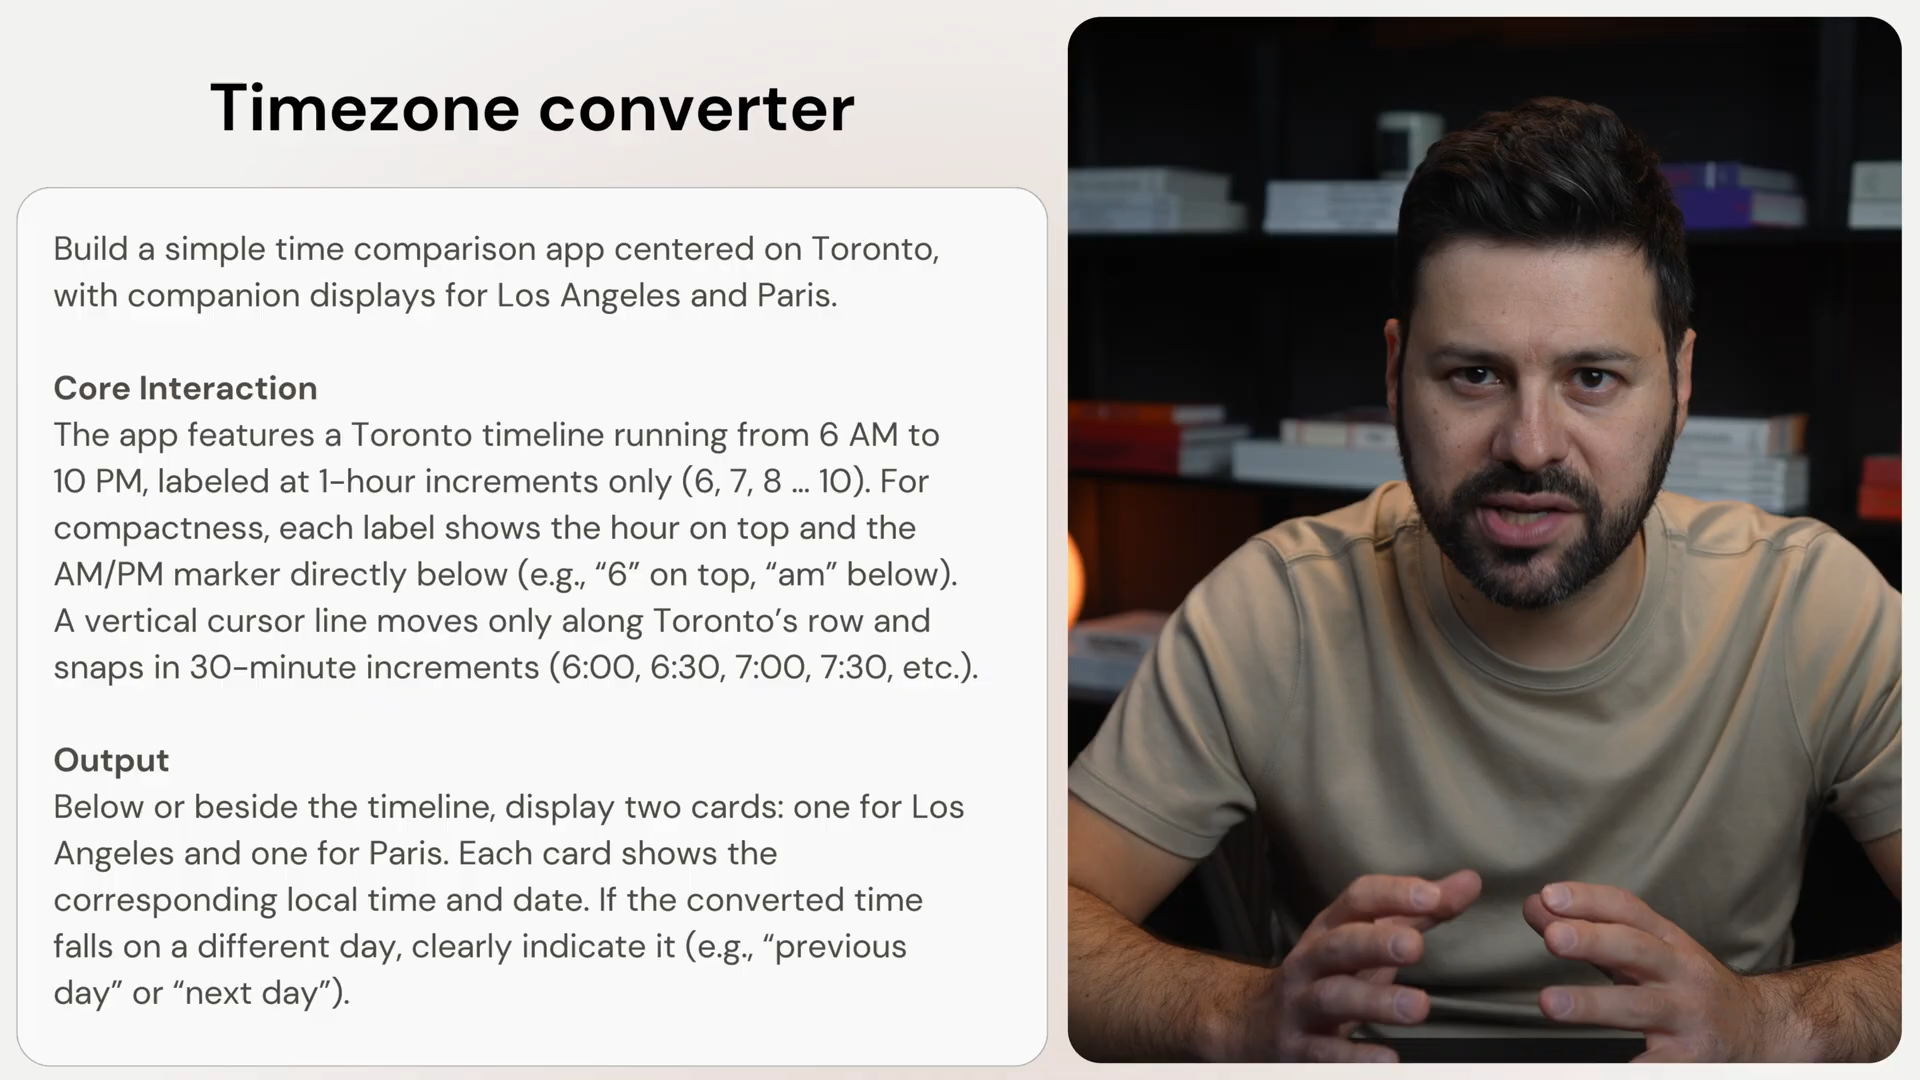 Timezone converter
Build a simple time comparison app centered on Toronto,
with companion displays for Los Angeles and Paris.
Core Interaction
The app features a Toronto timeline running from 6 AM to
10 PM, labeled at 1-hour increments only (6, 7, 8 ... 10). For
compactness, each label shows the hour on top and the
AM/PM marker directly below (e.g., “6” on top, “am” below).
A vertical cursor line moves only along Toronto’s row and
snaps in 30-minute increments (6:00, 6:30, 7:00, 7:30, etc.).
Output
Below or beside the timeline, display two cards: one for Los
Angeles and one for Paris. Each card shows the
corresponding local time and date. If the converted time
falls on a different day, clearly indicate it (e.g., “previous
day” or “next day”).